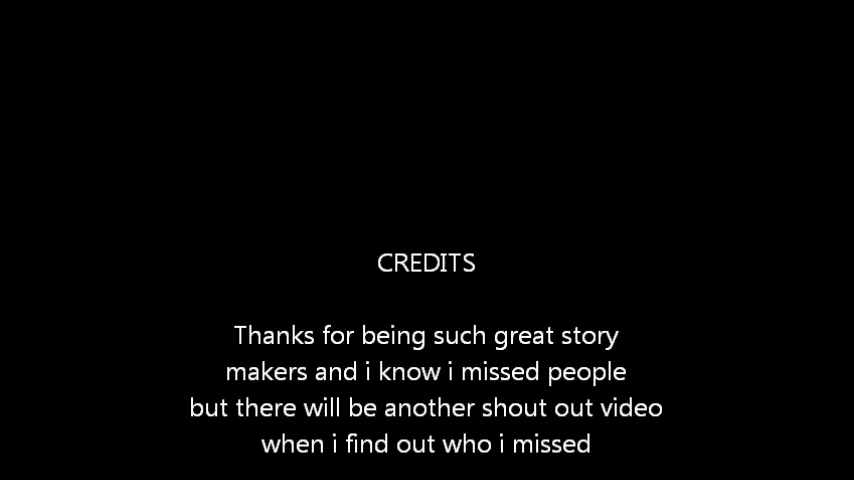 CREDITS
Thanks for being such great story
makers and i know i missed people
but there will be another shout out video
when i find out who i missed